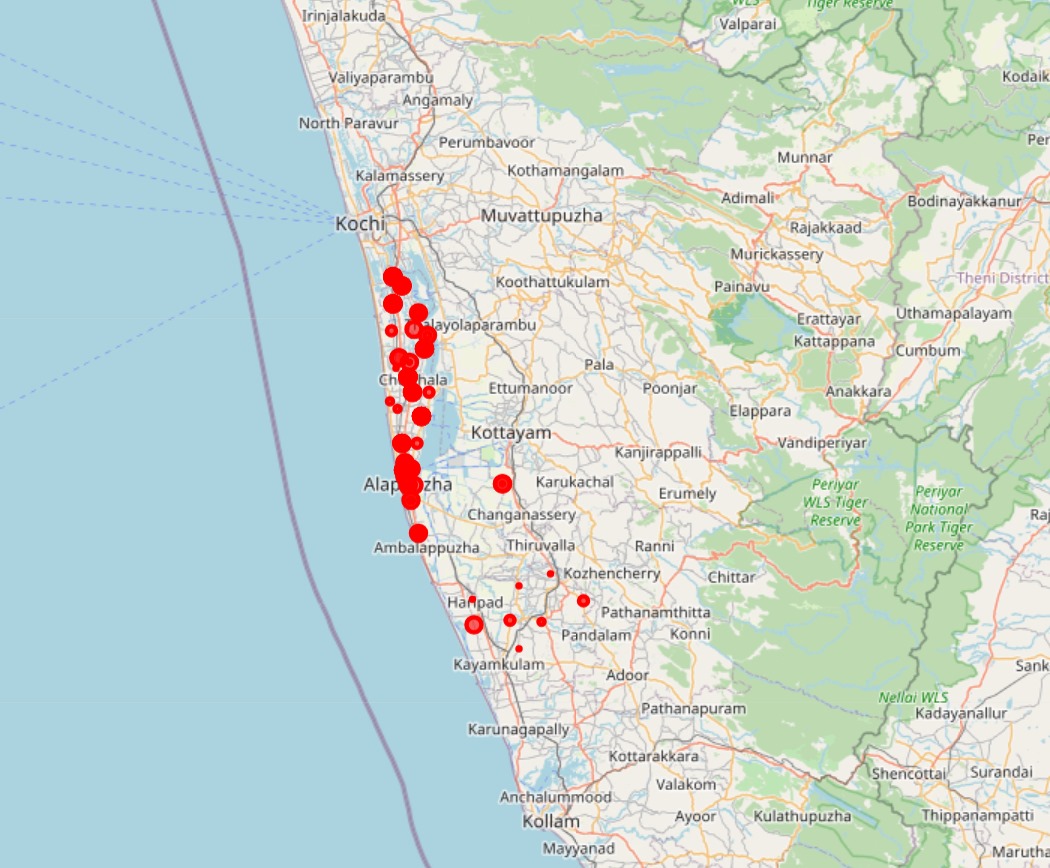 WLS
Tiger Reserve
Irinjalakuda
Valparai
Valiyaparambu
Kodaik
Angamaly
North Paravur
Perumbavoor
Per
Munnar
Kothamangalam
Kalamassery
Adimali
Bodinayakkanur
Muvattupuzha
Kochi
Rajakkad
Murickassery
Theni District
Koothattukulam
Painavu
Uthamapalayam
Erattayar
alayolaparambu
Kattappana
Cumbum
Pala
Ch
hala
Ettumanoor
Poonjar
Anakkara
Elappara
Kottayam
Vandiperiyar
Kanjirappalli
Alap
zha
Karukachal
Erumely
Periyar
WLS Tiger
Reserve
Periyar
National
Park Tiger
Reserve
Changanassery
Raj
Ambalappuzha
Thiruvalla
Ranni
Kozhencherry
Chittar
Haripad
Pathanamthitta
Pandalam
Konni
Kayamkulam
Sank
Adoor
Nellai WLS
Pathanapuram
Kadayanallur
Karunagapally
Kottarakkara
Shencottai
Surandai
Valakom
Anchalummood
Kollam
Ayoor
Kulathupuzha
Thippanampatti
Mayyanad
Marutha